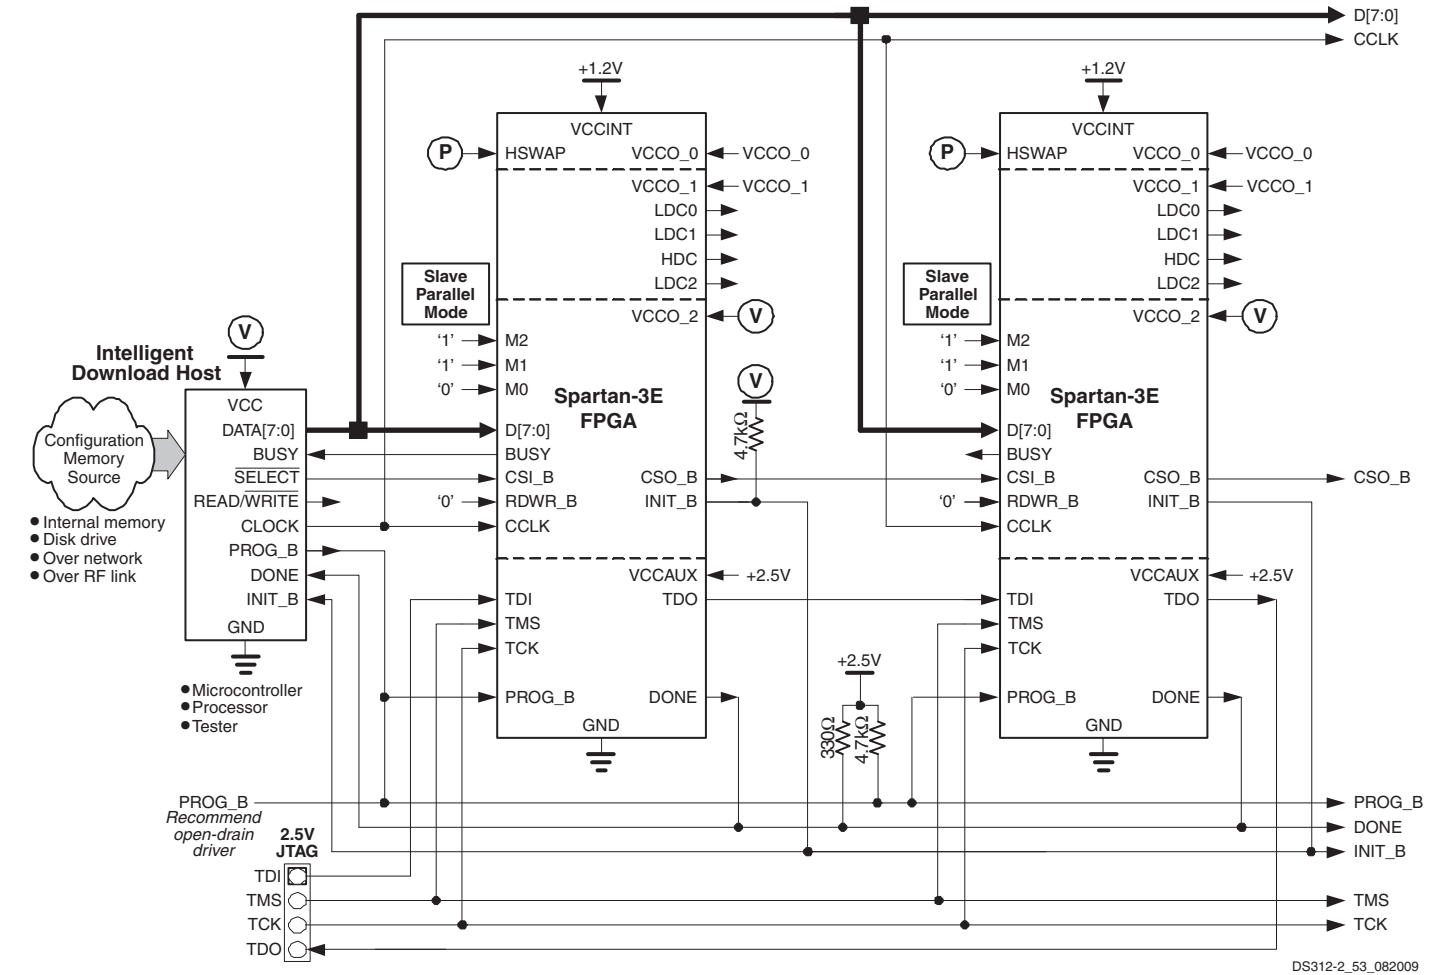 D[7:0]
CCLK
+1.2V
+1.2V
VCCINT
VCCINT
P
HSWAP
VCCO_0
VCCO_0
P
HSWAP
VCCO_0
VCCO_0
VCCO_1
VCCO_1
VCCO_1
VCCO_1
LDC0
LDC0
LDC1
LDC1
HDC
HDC
LDC2
LDC2
Slave
Parallel
Mode
Slave
Parallel
Mode
VCCO_2
V
VCCO_2
V
‘1’
M2
‘1’
M2
‘1’
M1
‘1’
M1
‘0’
M0
‘0’
M0
V
Intelligent
Download Host
Spartan-3E
FPGA
V
4.7kΩ
Spartan-3E
FPGA
Configuration
Memory
Source
VCC
DATA[7:0]
D[7:0]
D[7:0]
BUSY
BUSY
BUSY
SELECT
CSI_B
CSO_B
CSI_B
CSO_B
CSO_B
READ/WRITE
‘0’
RDWR_B
INIT_B
‘0’
RDWR_B
INIT_B
CLOCK
CCLK
CCLK
● Internal memory
● Disk drive
● Over network
● Over RF link
PROG_B
DONE
VCCAUX
+2.5V
VCCAUX
+2.5V
INIT_B
TDI
TDO
TDI
TDO
GND
TMS
TMS
TCK
TCK
● Microcontroller
● Processor
● Tester
+2.5V
330Ω
4.7kΩ
PROG_B
DONE
PROG_B
DONE
GND
GND
PROG_B
Recommend
open-drain
driver
PROG_B
DONE
INIT_B
2.5V
JTAG
TDI
TMS
TMS
TCK
TCK
TDO
DS312-2_53_082009